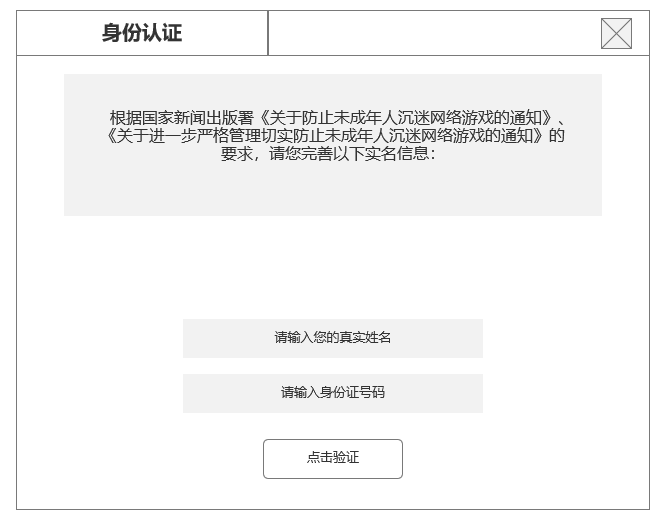 身份认证
根据国家新闻出版署《关于防止未成年人沉迷网络游戏的通知》、
《关于进一步严格管理切实防止未成年人沉迷网络游戏的通知》的
要求，请您完善以下实名信息：
请输入您的真实姓名
请输入身份证号码
点击验证